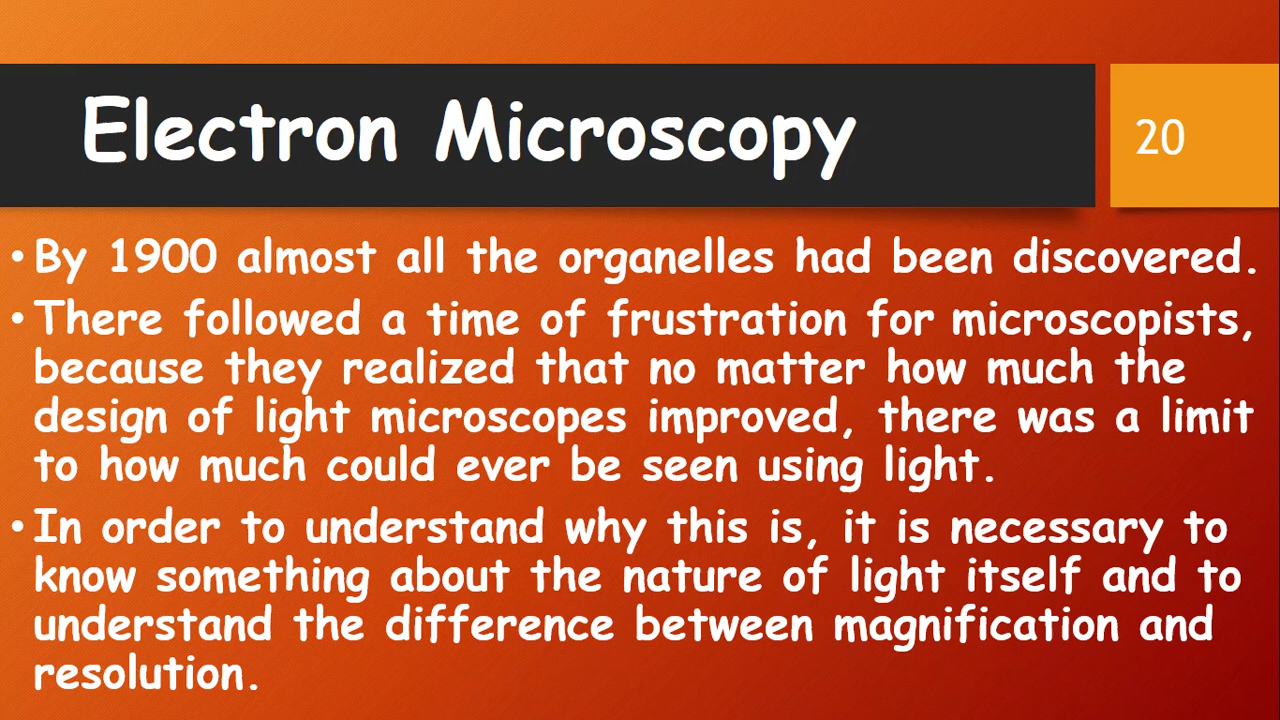 Electron Microscopy
20
• By 1900 almost all the organelles had been discovered.
• There followed a time of frustration for microscopists,
because they realized that no matter how much the
design of light microscopes improved, there was a limit
to how much could ever be seen using light.
• In order to understand why this is, it is necessary to
know something about the nature of light itself and to
understand the difference between magnification and
resolution.